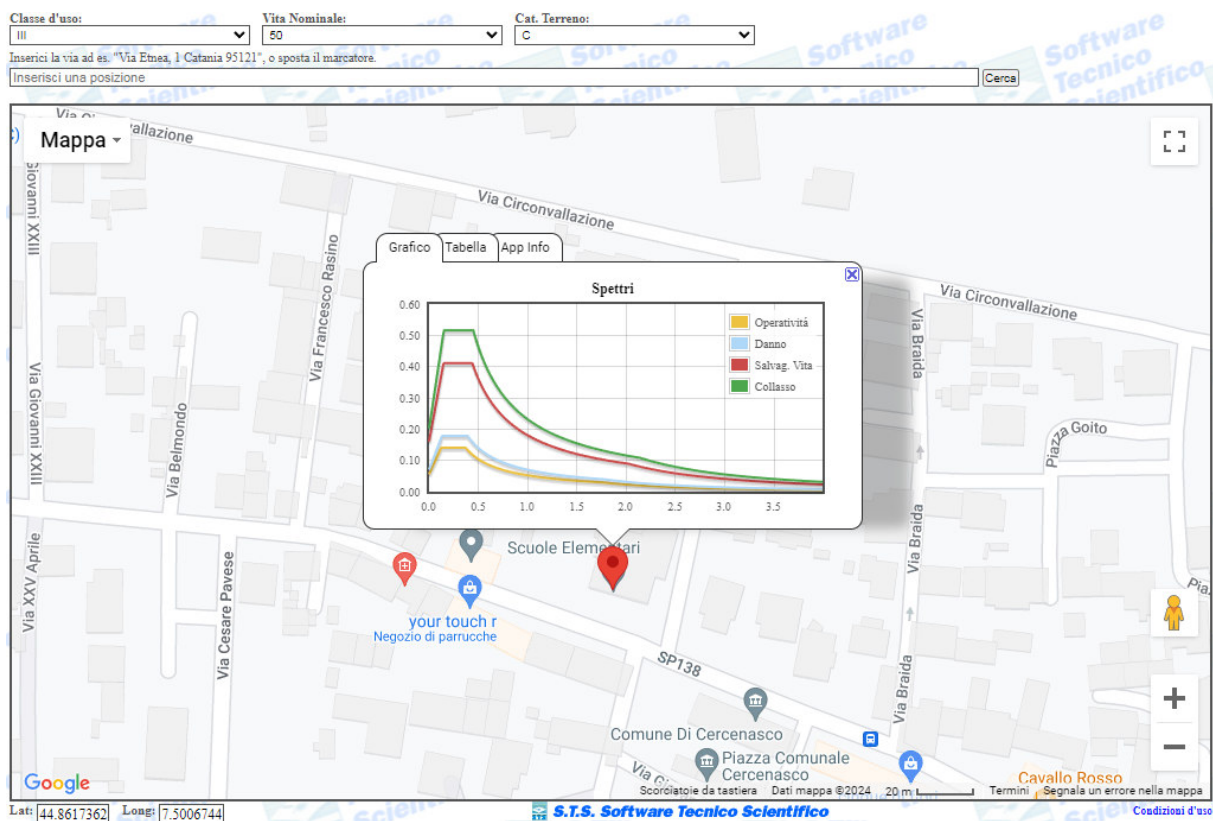 Classe d'uso: Vita Nominale: Cat. Terreno:
III 50 C
Inserici la via ad es. "Via Etnea, 1 Catania 95121", o sposta il marcatore.
Inserisci una posizione Cerca
Mappa
Via Circonvallazione
Via Circonvallazione
Giovanni XXIII
Via Francesco Rasino
Via Giovanni XXIII
Via Belmondo
Via XXV Aprile
Via Cesare Pavese
Grafico Tabella App Info
Spettri
0.60
0.50
0.40
0.30
0.20
0.10
0.00
0.0 0.5 1.0 1.5 2.0 2.5 3.0 3.5
Operatività
Danno
Salvag. Vita
Collasso
Via Braida
Piazza Goito
Via Braida
Via Braida
Scuole Elementari
your touch r
Negozio di parrucche
SP138
Comune Di Cercenasco
Piazza Comunale
Cercenasco
Cavallo Rosso
Google
Scorciatoie da tastiera Dati mappa ©2024 20 m Termini Segnala un errore nella mappa
Lat: 44.8617362 Long: 7.5006744 S.T.S. Software Tecnico Scientifico Condizioni d'uso